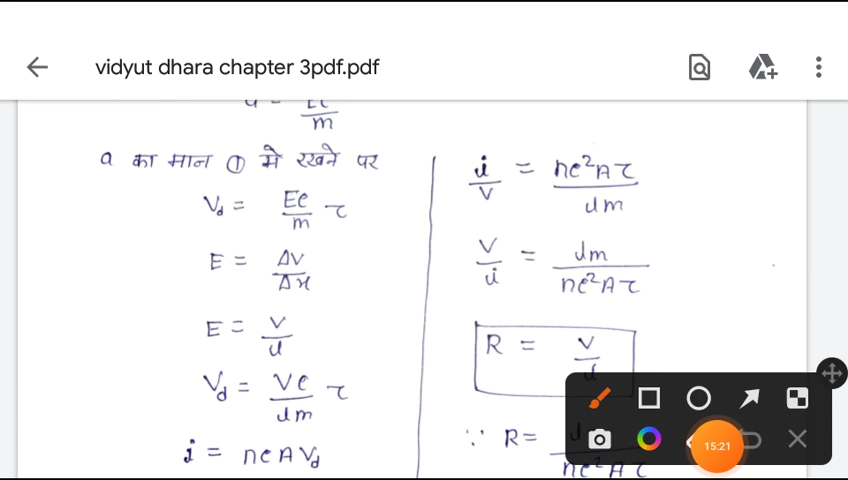 vidyut dhara chapter 3pdf.pdf
a का मान ① मे रखने पर
V_d = Ee/m τ
E = ΔV/Δx
E = V/l
V_d = Ve/lm τ
i = neAV_d
i/V = ne²Aτ/lm
V/i = lm/ne²Aτ
R = V/i
∵ R =
ne²Aτ
15:21